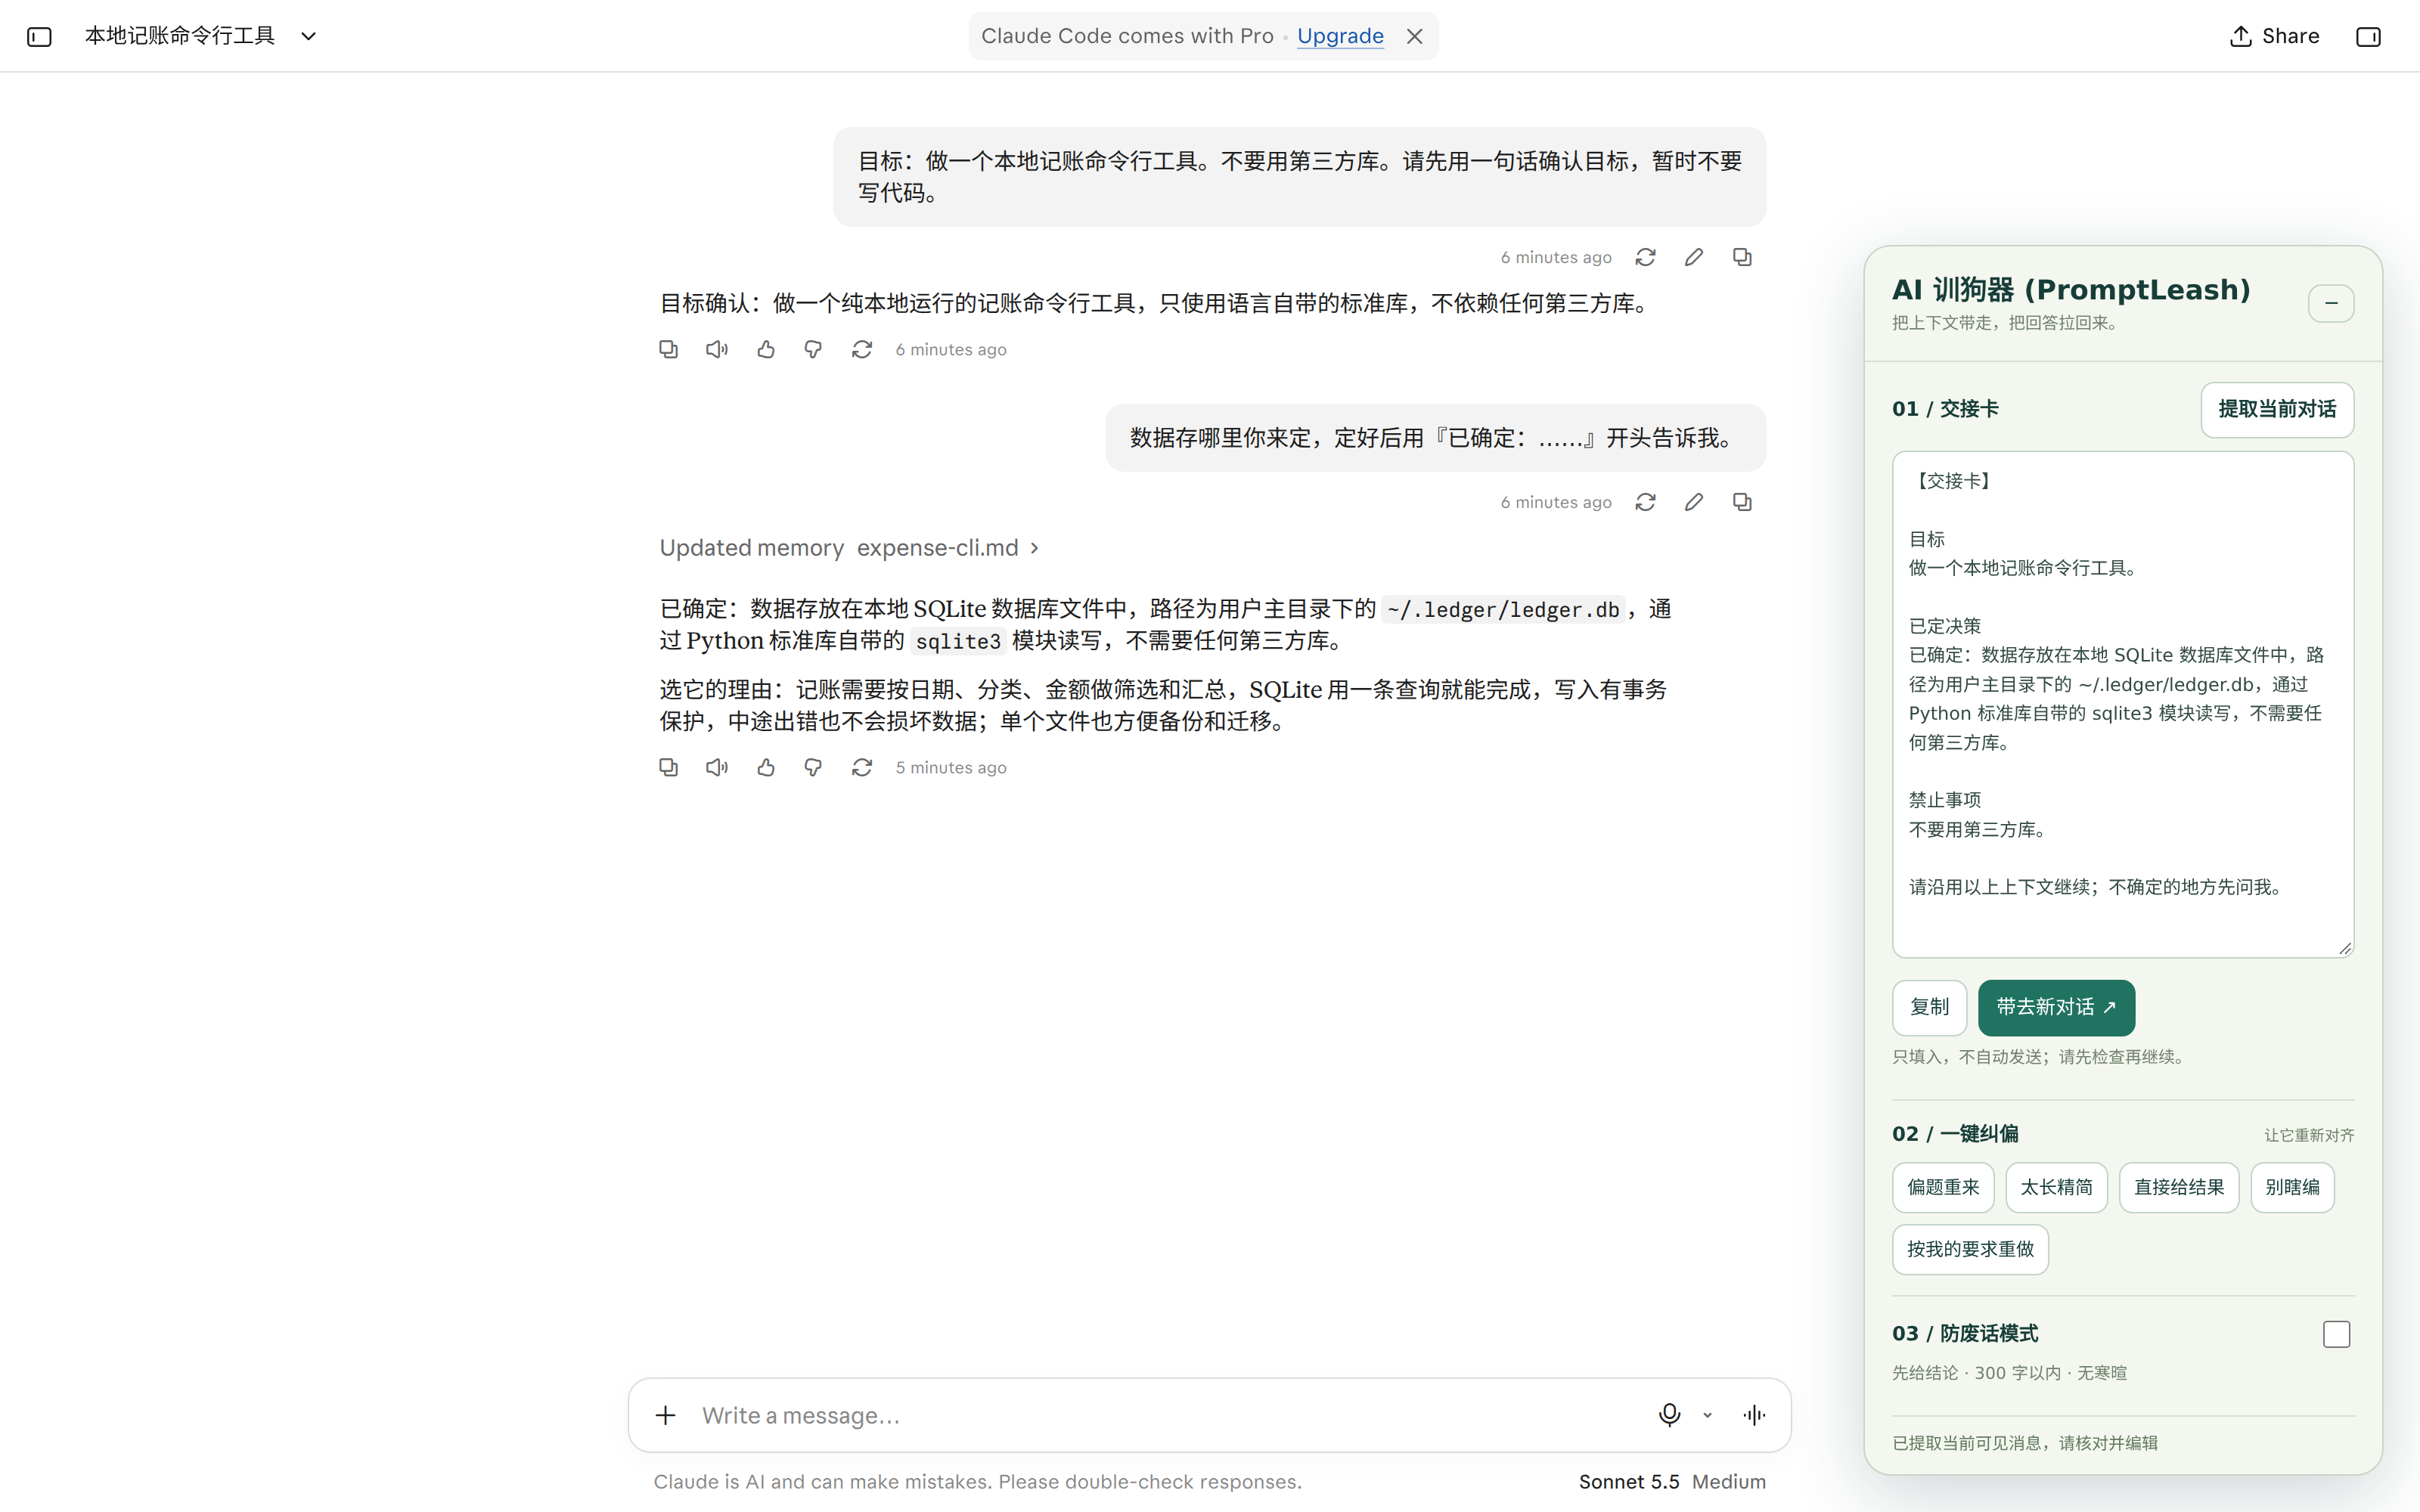 本地记账命令行工具
Claude Code comes with Pro · Upgrade
Share
目标：做一个本地记账命令行工具。不要用第三方库。请先用一句话确认目标，暂时不要
写代码。
6 minutes ago
目标确认：做一个纯本地运行的记账命令行工具，只使用语言自带的标准库，不依赖任何第三方库。
6 minutes ago
数据存哪里你来定，定好后用『已确定：……』开头告诉我。
6 minutes ago
Updated memory expense-cli.md
已确定：数据存放在本地 SQLite 数据库文件中，路径为用户主目录下的 ~/.ledger/ledger.db，通
过 Python 标准库自带的 sqlite3 模块读写，不需要任何第三方库。
选它的理由：记账需要按日期、分类、金额做筛选和汇总，SQLite 用一条查询就能完成，写入有事务
保护，中途出错也不会损坏数据；单个文件也方便备份和迁移。
5 minutes ago
Write a message...
Claude is AI and can make mistakes. Please double-check responses.
Sonnet 5.5 Medium
AI 训狗器 (PromptLeash)
把上下文带走，把回答拉回来。
01 / 交接卡
提取当前对话
【交接卡】
目标
做一个本地记账命令行工具。
已定决策
已确定：数据存放在本地 SQLite 数据库文件中，路
径为用户主目录下的 ~/.ledger/ledger.db，通过
Python 标准库自带的 sqlite3 模块读写，不需要任
何第三方库。
禁止事项
不要用第三方库。
请沿用以上上下文继续；不确定的地方先问我。
复制
带去新对话 ↗
只填入，不自动发送；请先检查再继续。
02 / 一键纠偏
让它重新对齐
偏题重来
太长精简
直接给结果
别瞎编
按我的要求重做
03 / 防废话模式
先给结论 · 300 字以内 · 无寒暄
已提取当前可见消息，请核对并编辑